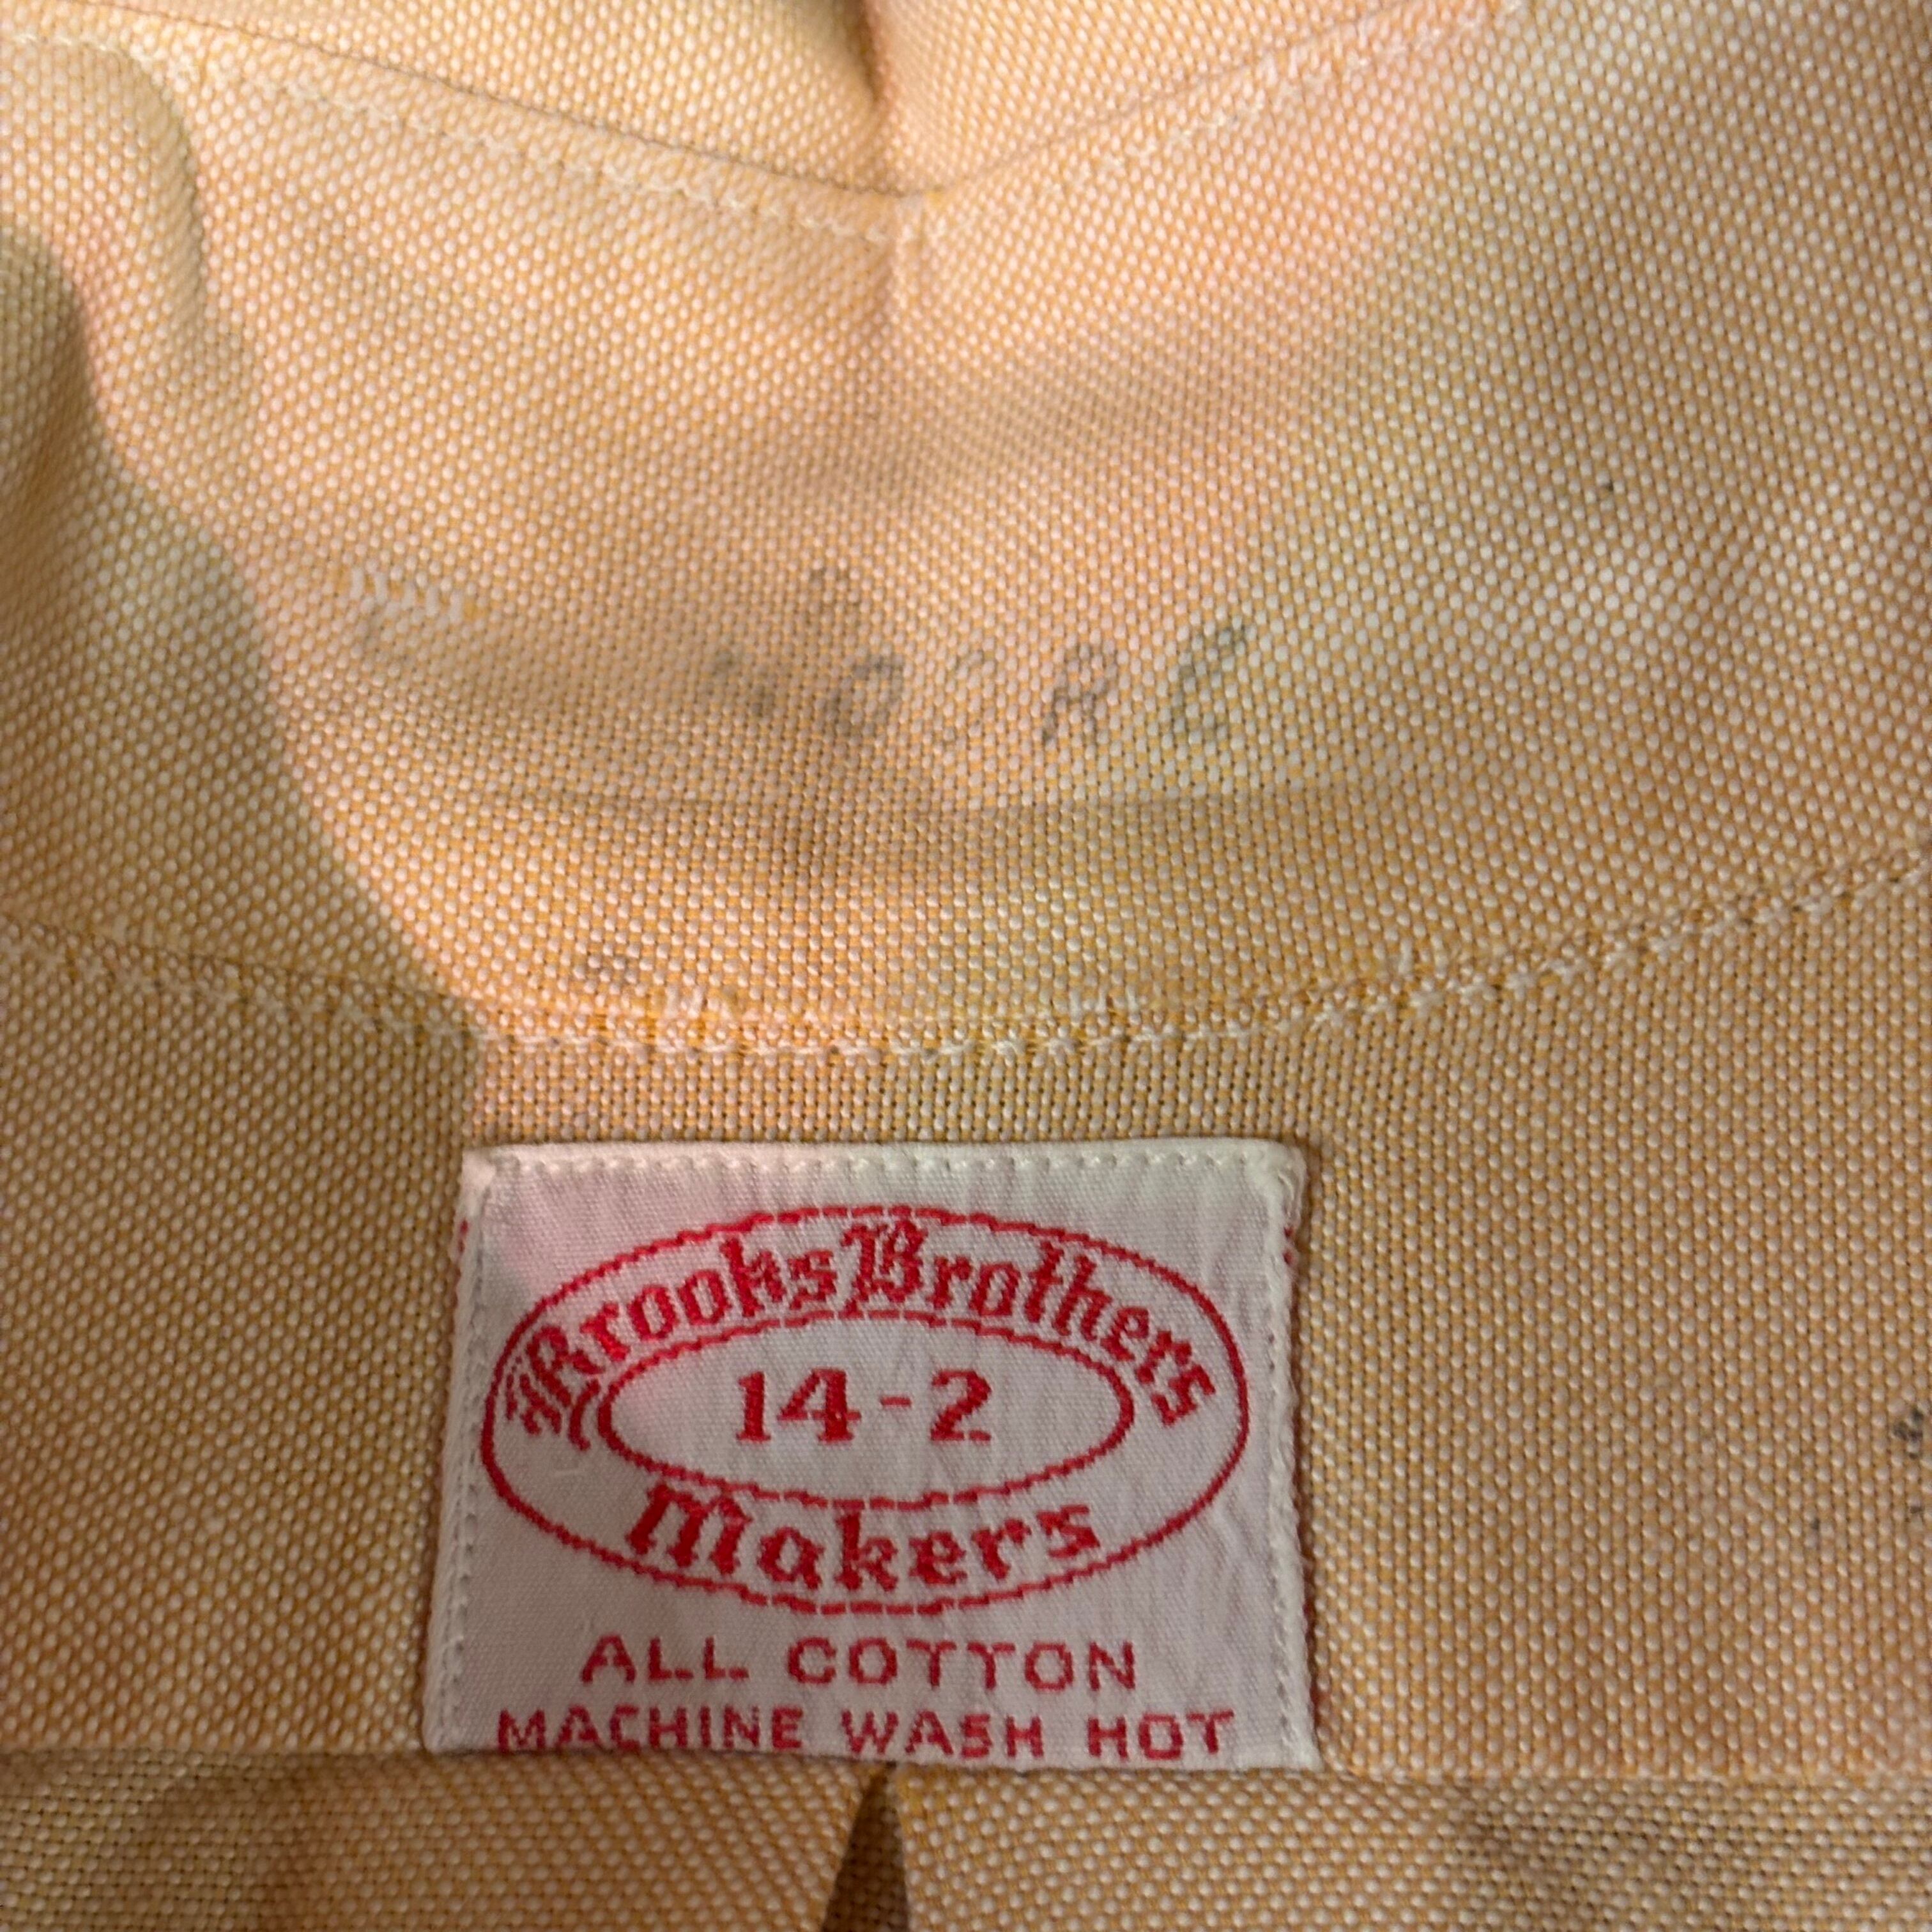 MOORE
Brooks Brothers
14-2
Makers
ALL COTTON
MACHINE WASH HOT